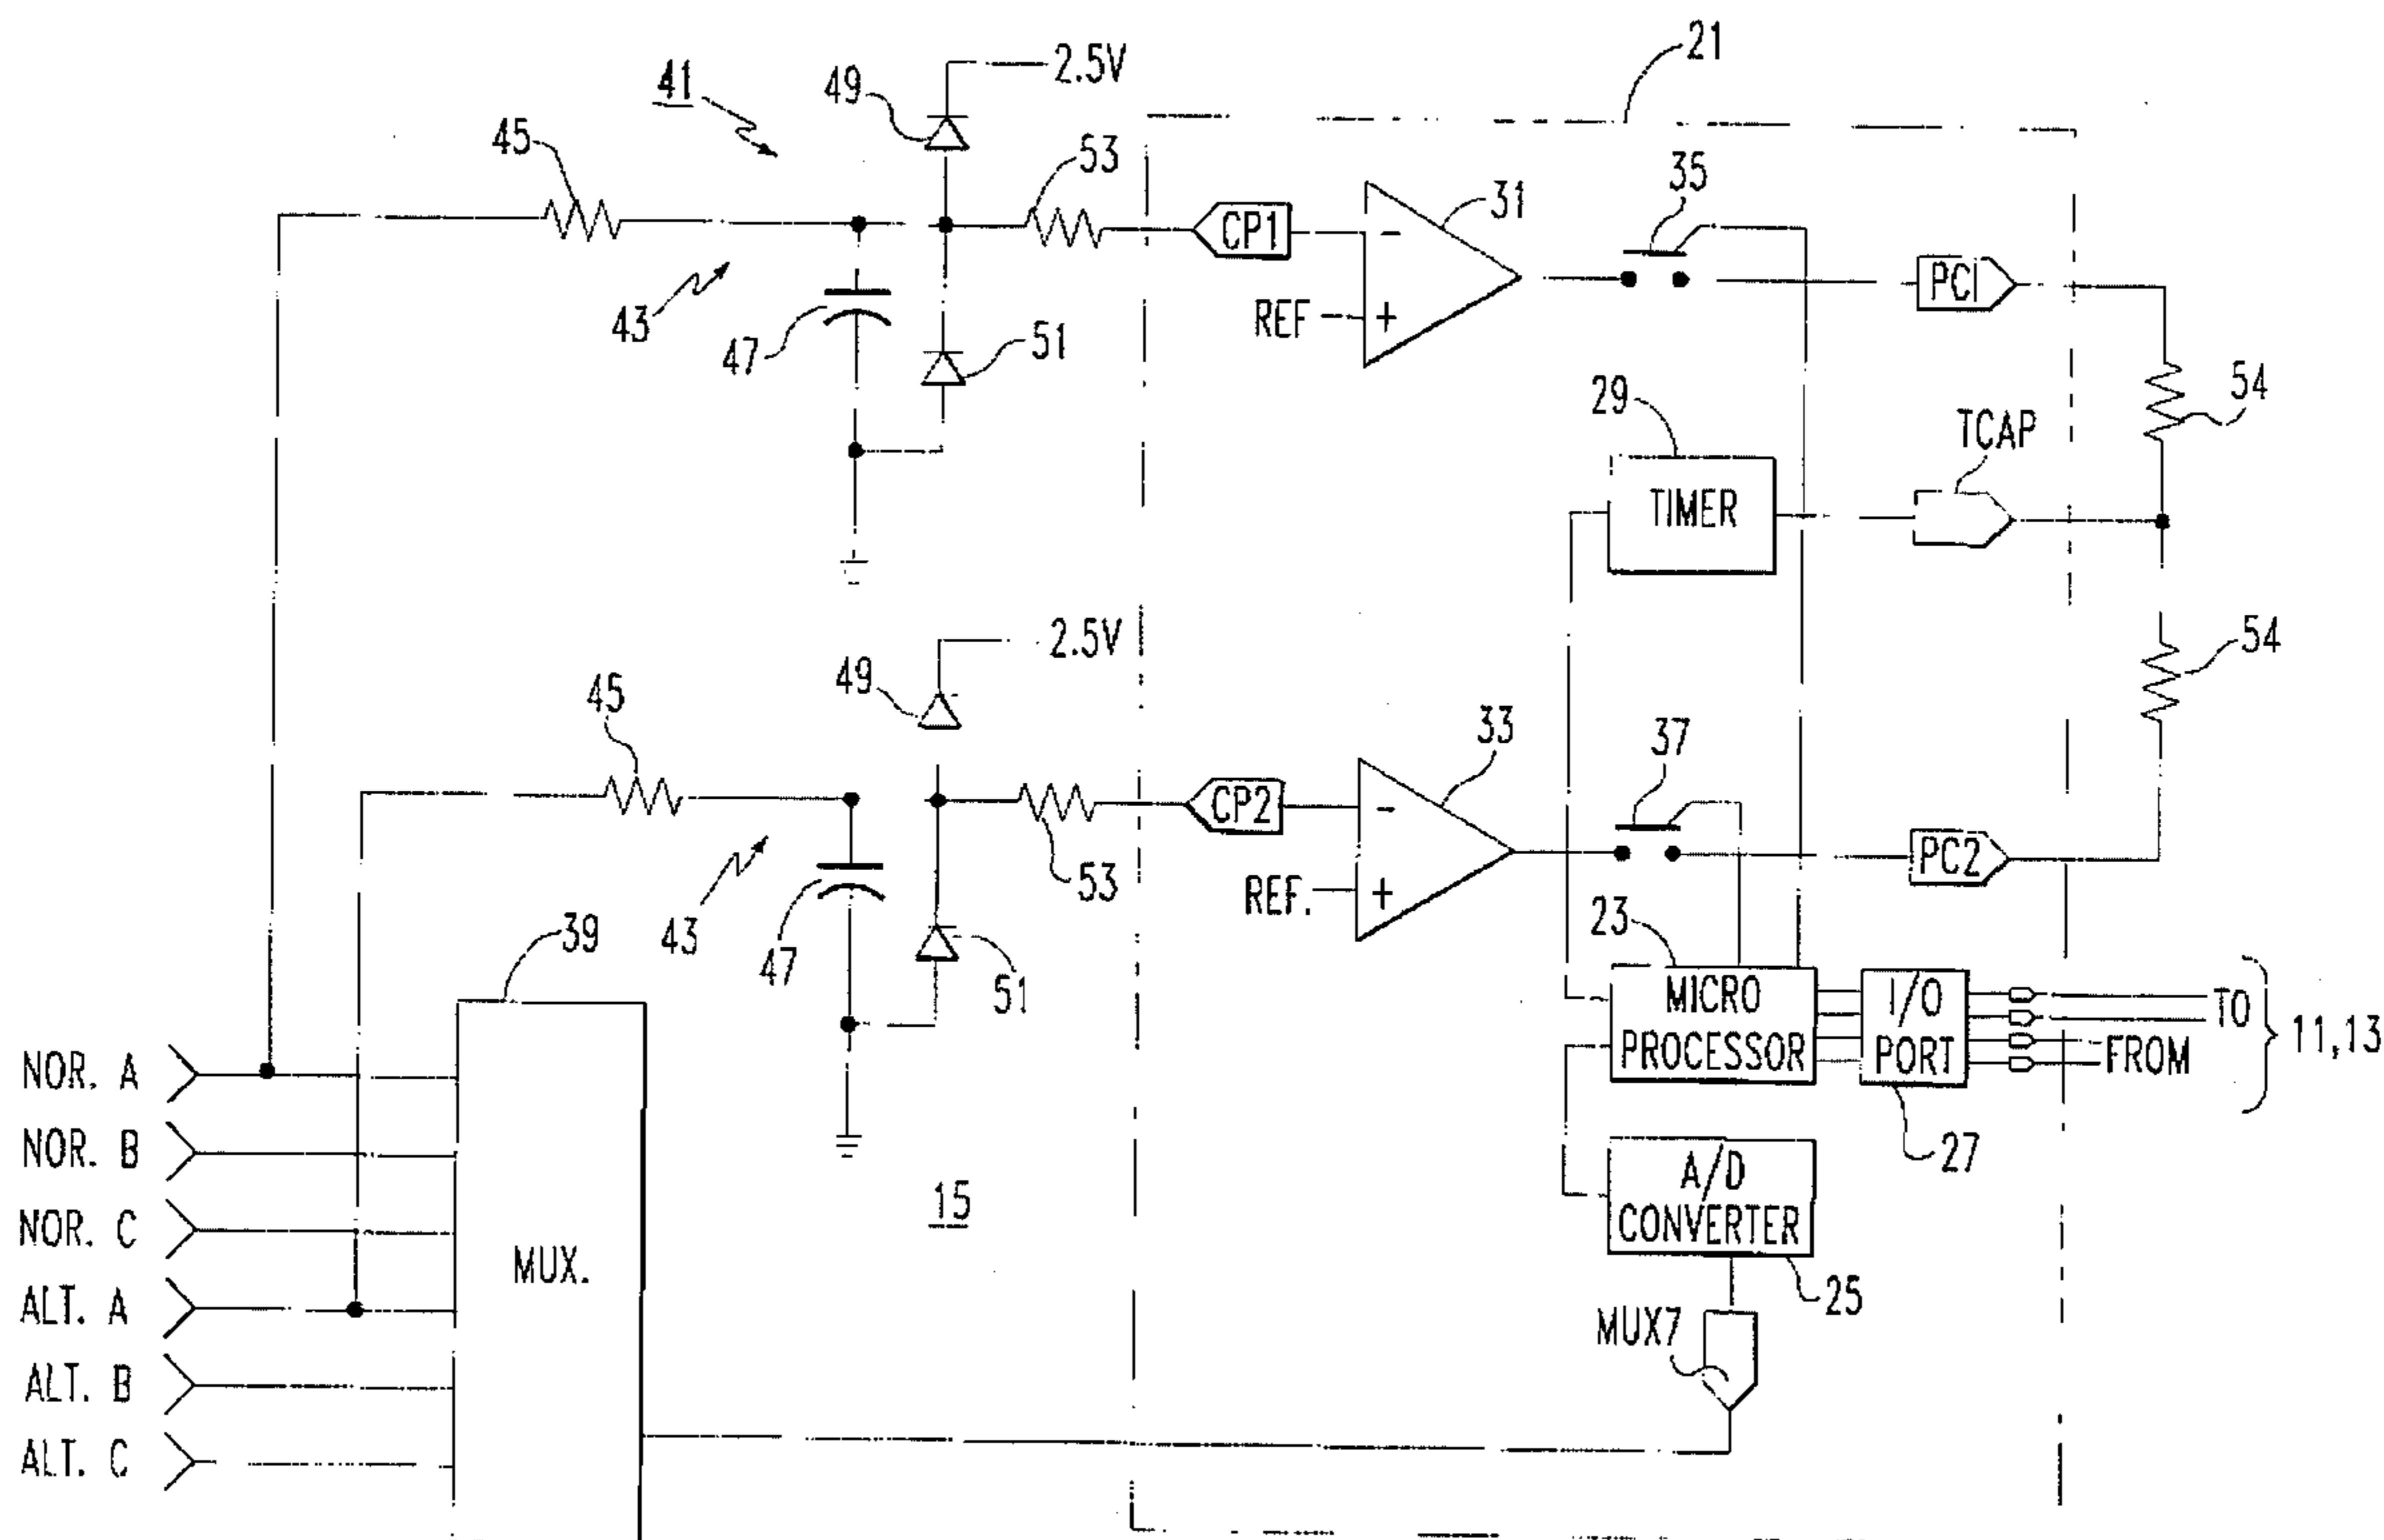 21
2.5V
41
49
45
53
35
31
CP1
-
REF
+
PC1
43
47
51
54
29
TCAP
TIMER
2.5V
49
45
54
33
37
CP2
-
53
REF.
+
PC2
43
47
51
39
23
MICRO
PROCESSOR
I/O
PORT
TO
FROM
11,13
27
NOR. A
NOR. B
NOR. C
ALT. A
ALT. B
ALT. C
MUX.
15
A/D
CONVERTER
25
MUX7